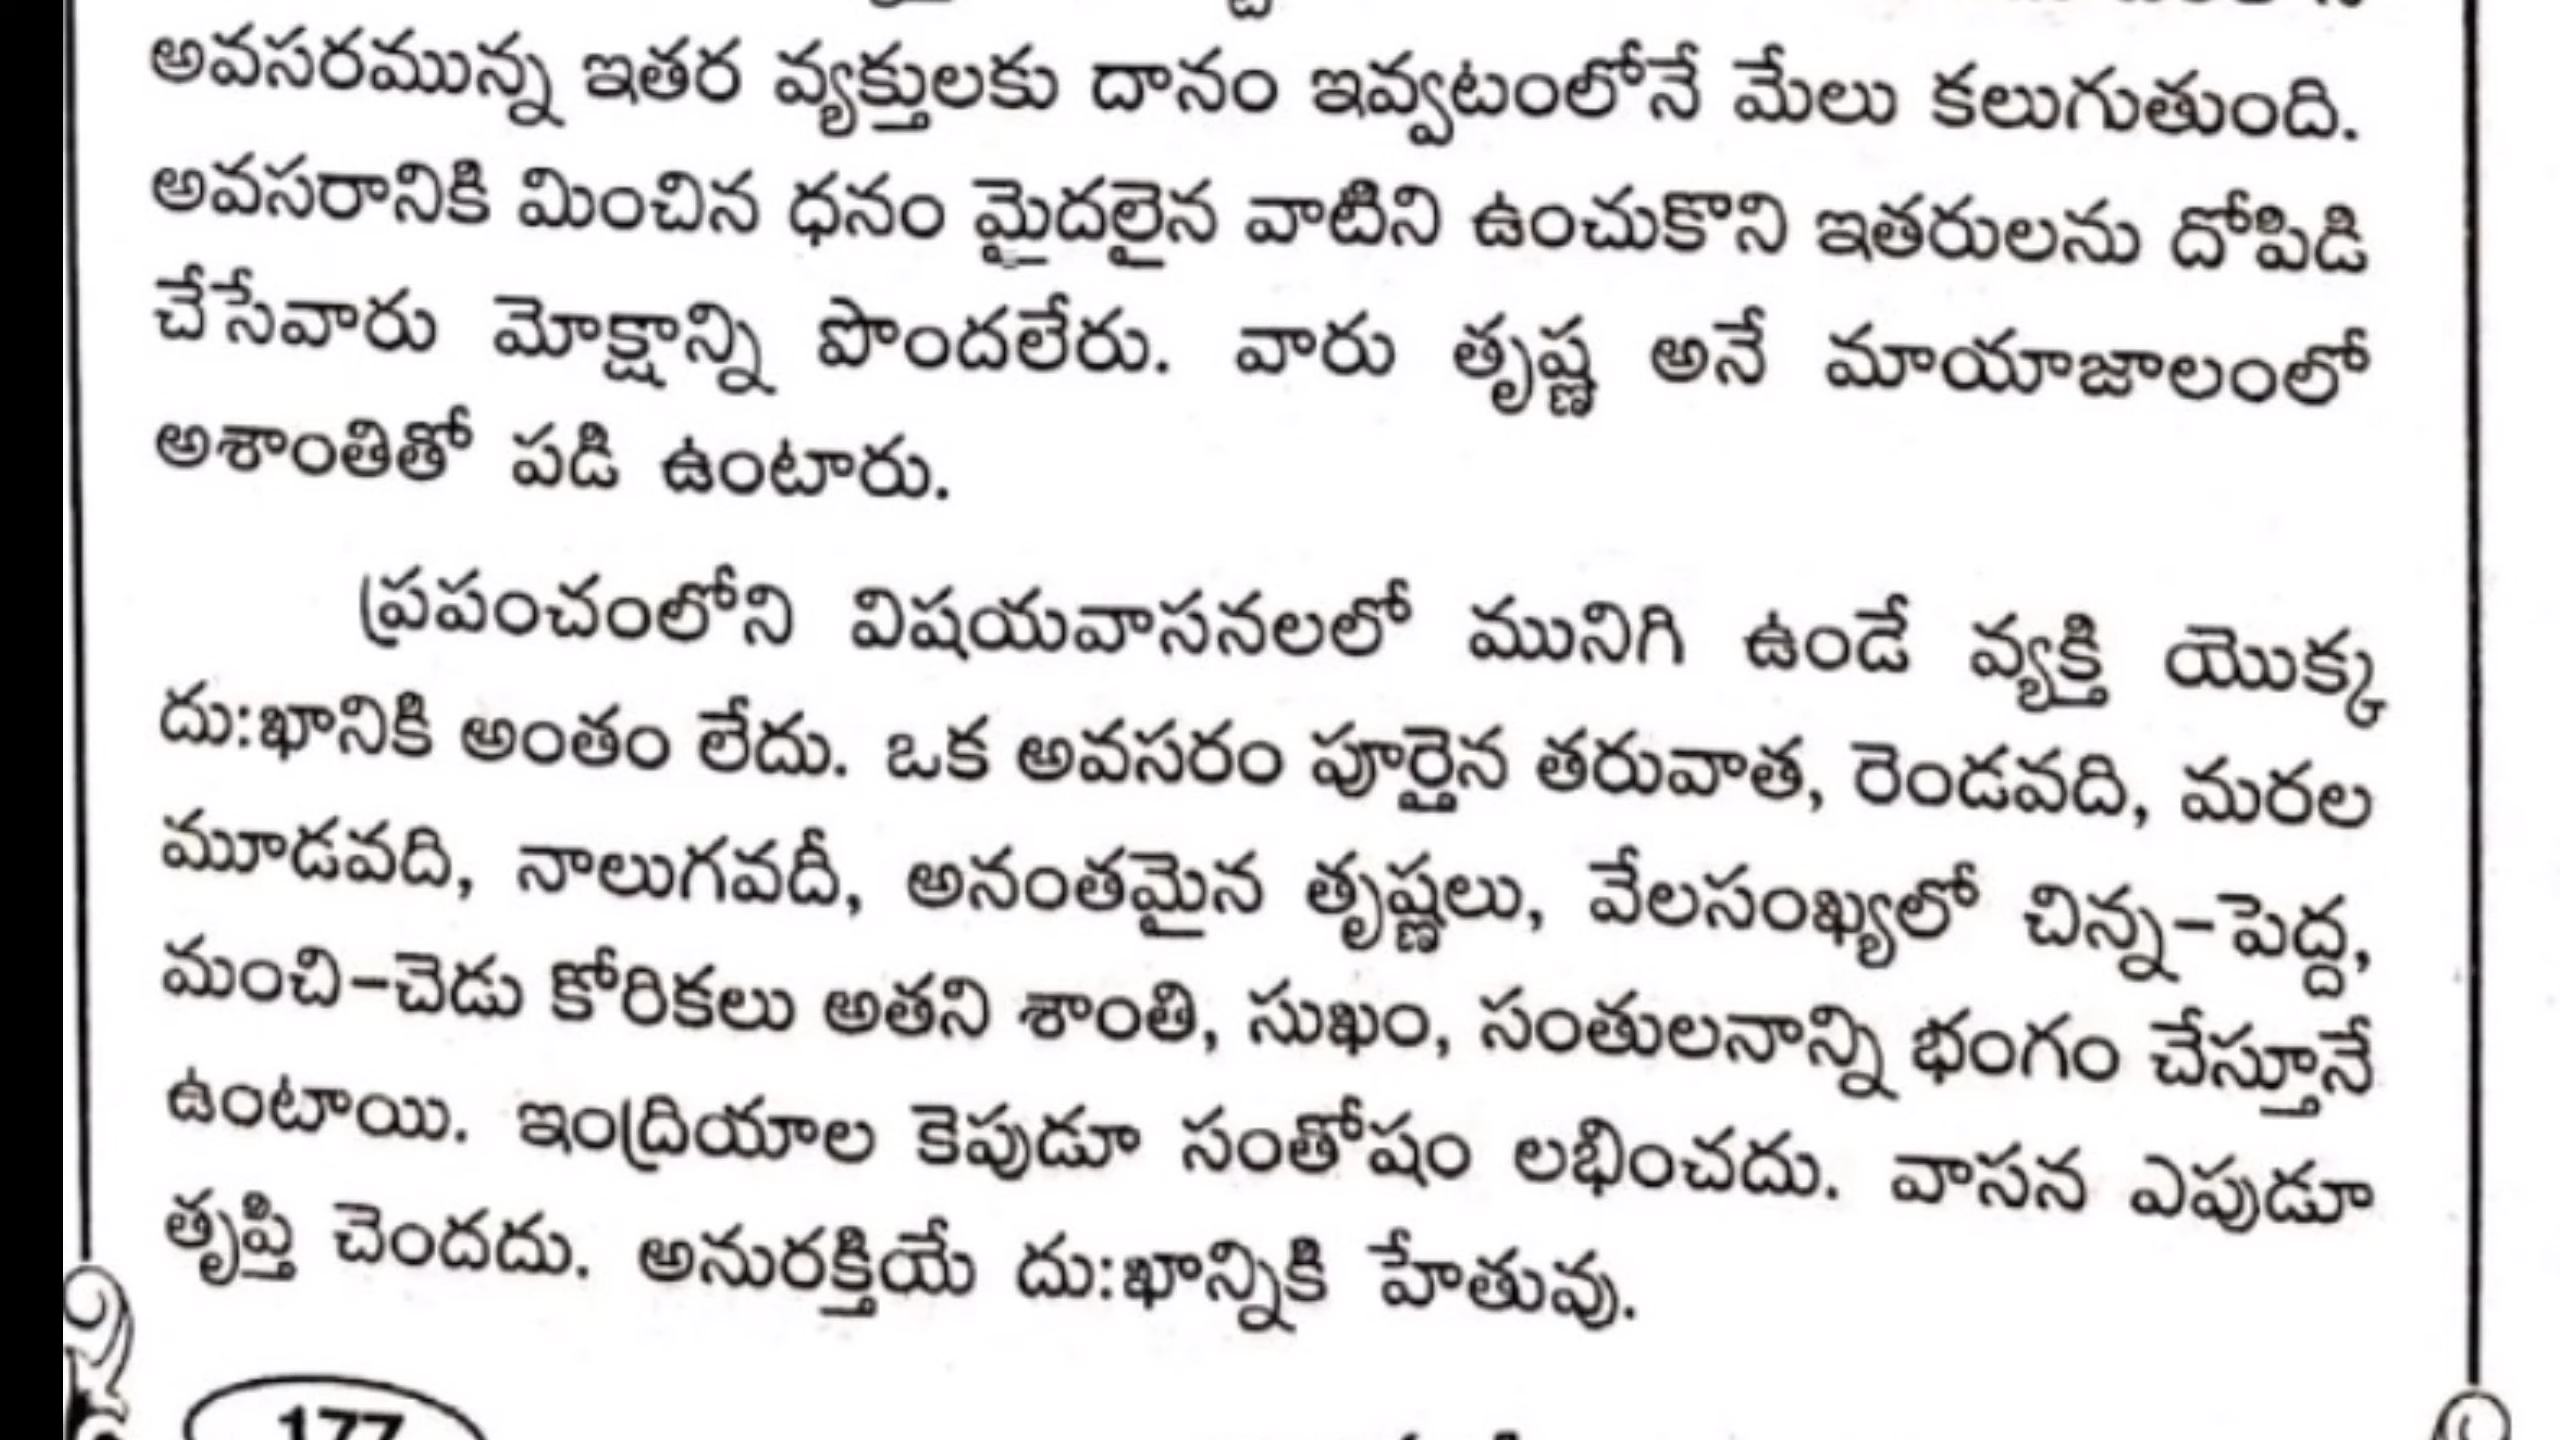 అవసరమున్న ఇతర వ్యక్తులకు దానం ఇవ్వటంలోనే మేలు కలుగుతుంది.
అవసరానికి మించిన ధనం మైదలైన వాటిని ఉంచుకొని ఇతరులను దోపిడి
చేసేవారు మోక్షాన్ని పొందలేరు. వారు తృష్ణ అనే మాయాజాలంలో
అశాంతితో పడి ఉంటారు.
ప్రపంచంలోని విషయవాసనలలో మునిగి ఉండే వ్యక్తి యొక్క
దు:ఖానికి అంతం లేదు. ఒక అవసరం పూర్తైన తరువాత, రెండవది, మరల
మూడవది, నాలుగవదీ, అనంతమైన తృష్ణలు, వేలసంఖ్యలో చిన్న-పెద్ద,
మంచి-చెడు కోరికలు అతని శాంతి, సుఖం, సంతులనాన్ని భంగం చేస్తూనే
ఉంటాయి. ఇంద్రియాల కెపుడూ సంతోషం లభించదు. వాసన ఎపుడూ
తృప్తి చెందదు. అనురక్తియే దు:ఖాన్నికి హేతువు.
177